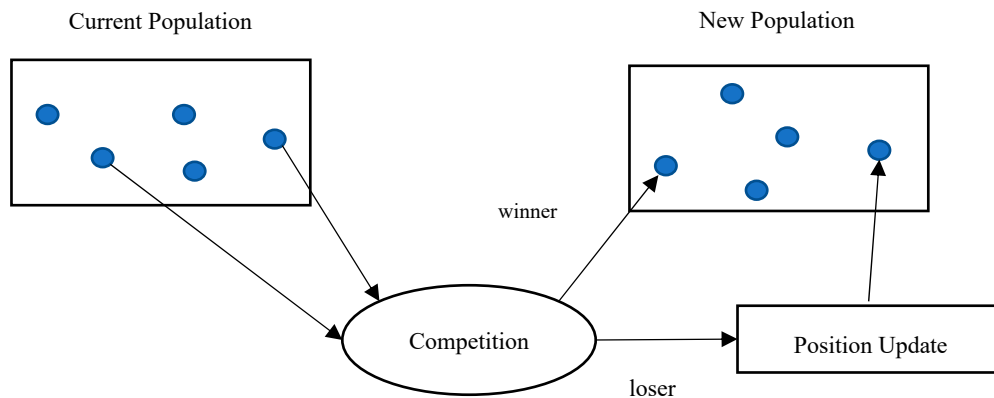 Current Population
New Population
winner
Competition
Position Update
loser